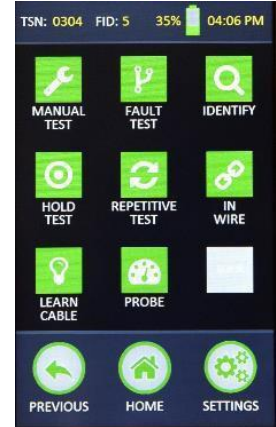 TSN: 0304 FID: 5 35% 04:06 PM
MANUAL TEST
FAULT TEST
IDENTIFY
HOLD TEST
REPETITIVE TEST
IN WIRE
LEARN CABLE
PROBE
PREVIOUS
HOME
SETTINGS